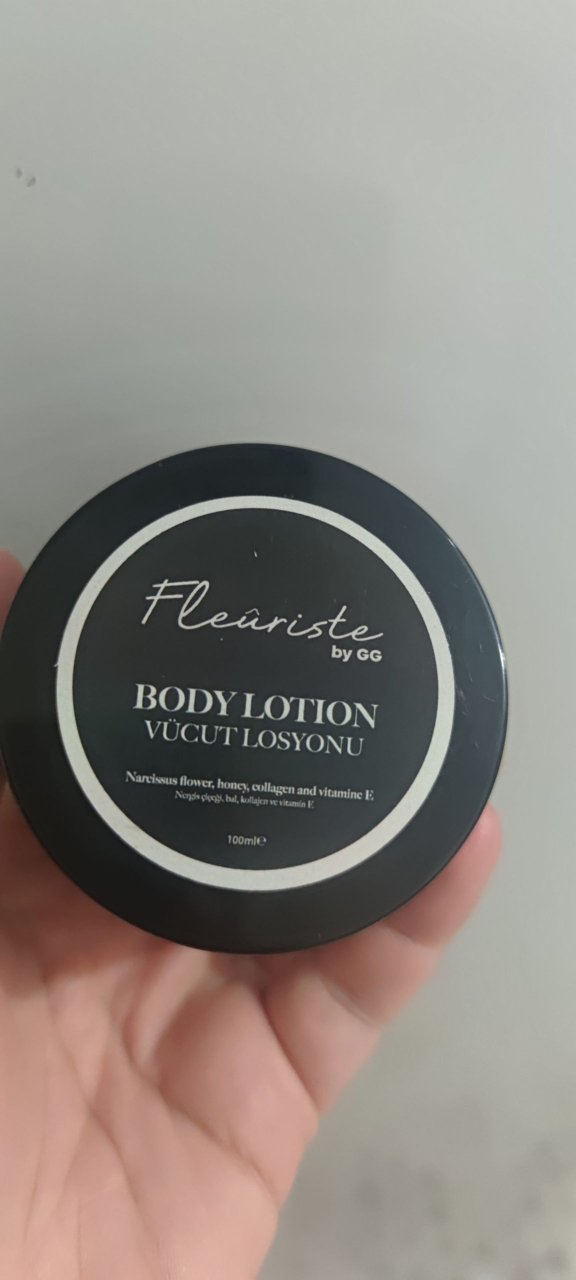 Fleûriste
by GG
BODY LOTION
VÜCUT LOSYONU
Narcissus flower, honey, collagen and vitamine E
Nergis çiçeği, bal, kollajen ve vitamin E
100ml℮